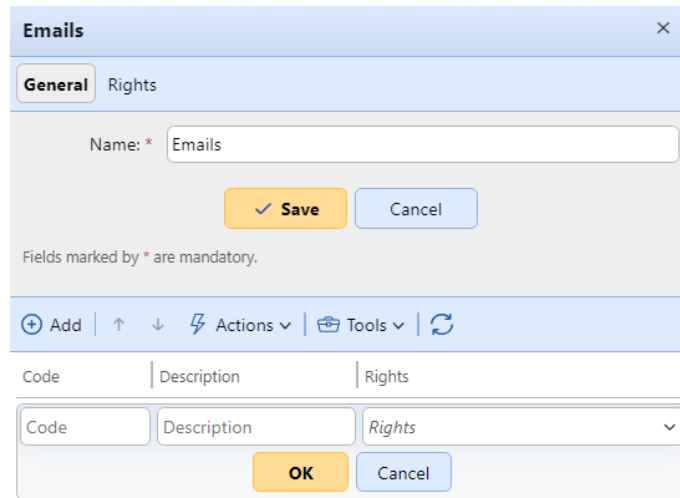 Emails
General Rights
Name: * Emails
Save Cancel
Fields marked by * are mandatory.
Add Actions Tools
Code Description Rights
Code Description Rights
OK Cancel